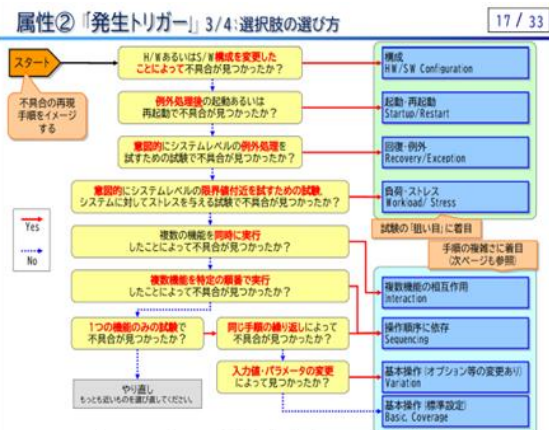 属性②「発生トリガー」3/4:選択肢の選び方
17 / 33
スタート
不具合の再現
手順をイメージ
する
H/WあるいはS/W構成を変更した
ことによって不具合が見つかったか？
構成
HW/SW Configuration
例外処理後の起動あるいは
再起動で不具合が見つかったか？
起動・再起動
Startup/Restart
意図的にシステムレベルの例外処理を
試すための試験で不具合が見つかったか？
回復・例外
Recovery/Exception
意図的にシステムレベルの限界値付近を試すための試験、
システムに対してストレスを与える試験で不具合が見つかったか？
負荷・ストレス
Workload/ Stress
試験の「狙い目」に着目
Yes
No
複数の機能を同時に実行
したことによって不具合が見つかったか？
手順の複雑さに着目
(次ページも参照)
複数機能を特定の順番で実行
したことによって不具合が見つかったか？
複数機能の相互作用
Interaction
1つの機能のみの試験で
不具合が見つかったか？
同じ手順の繰り返しによって
不具合が見つかったか？
操作順序に依存
Sequencing
入力値・パラメータの変更
によって見つかったか？
基本操作(オプション等の変更あり)
Variation
やり直し
もっとも近いものを選び直してください。
基本操作(標準設定)
Basic, Coverage